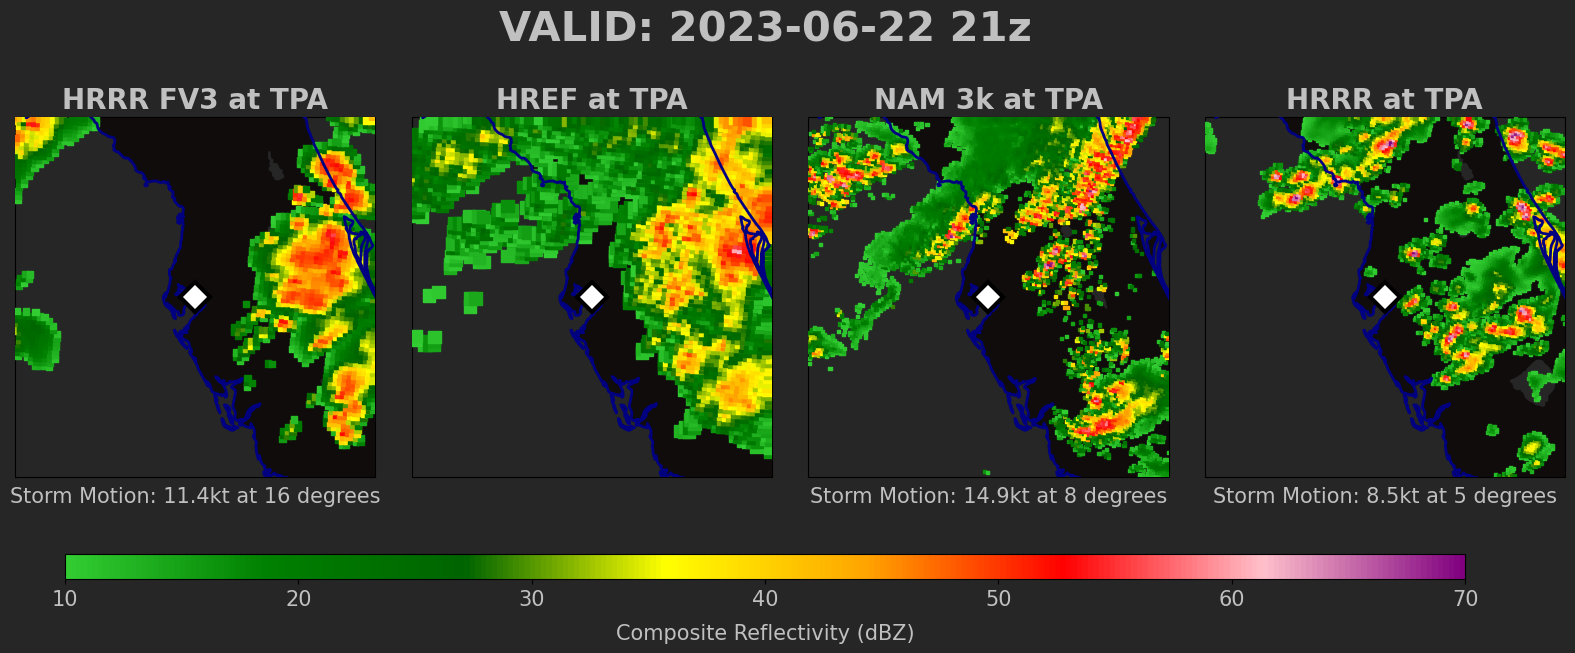 VALID: 2023-06-22 21z
HRRR FV3 at TPA
HREF at TPA
NAM 3k at TPA
HRRR at TPA
Storm Motion: 11.4kt at 16 degrees
Storm Motion: 14.9kt at 8 degrees
Storm Motion: 8.5kt at 5 degrees
10 20 30 40 50 60 70
Composite Reflectivity (dBZ)